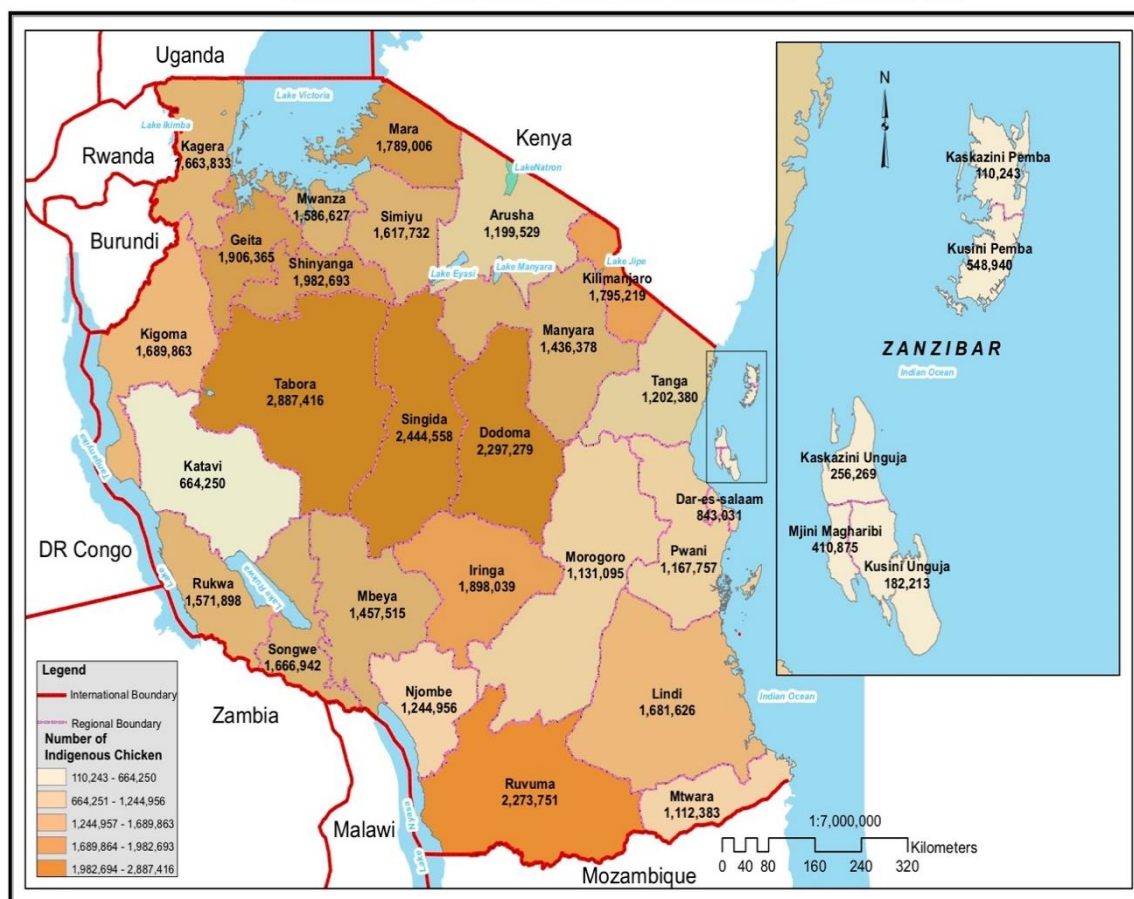 Uganda
Lake Victoria
Lake Ikimba
Kagera
1,663,833
Mara
1,789,006
Kenya
Rwanda
LakeNatron
Mwanza
1,586,627
Simiyu
1,617,732
Arusha
1,199,529
Burundi
Geita
1,906,365
Shinyanga
1,982,693
Lake Eyasi
Lake Manyara
Lake Jipe
Kilimanjaro
1,795,219
Kigoma
1,689,863
Manyara
1,436,378
Tabora
2,887,416
Singida
2,444,558
Dodoma
2,297,279
Tanga
1,202,380
Katavi
664,250
Lake Tanganyika
Dar-es-salaam
843,031
DR Congo
Rukwa
1,571,898
Lake Rukwa
Mbeya
1,457,515
Iringa
1,898,039
Morogoro
1,131,095
Pwani
1,167,757
Songwe
1,666,942
Njombe
1,244,956
Lindi
1,681,626
Indian Ocean
Zambia
Ruvuma
2,273,751
Mtwara
1,112,383
Malawi
Lake Nyasa
Mozambique
N
Kaskazini Pemba
110,243
Kusini Pemba
548,940
ZANZIBAR
Indian Ocean
Kaskazini Unguja
256,269
Mjini Magharibi
410,875
Kusini Unguja
182,213
Legend
International Boundary
Regional Boundary
Number of
Indigenous Chicken
110,243 - 664,250
664,251 - 1,244,956
1,244,957 - 1,689,863
1,689,864 - 1,982,693
1,982,694 - 2,887,416
1:7,000,000
Kilometers
0 40 80 160 240 320